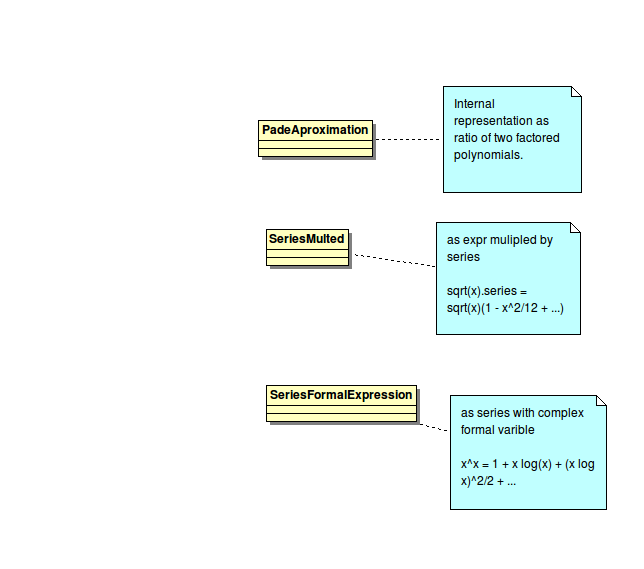 PadeAproximation
Internal
representation as
ratio of two factored
polynomials.
SeriesMulted
as expr mulipled by
series
sqrt(x).series =
sqrt(x)(1 - x^2/12 + ...)
SeriesFormalExpression
as series with complex
formal varible
x^x = 1 + x log(x) + (x log
x)^2/2 + ...